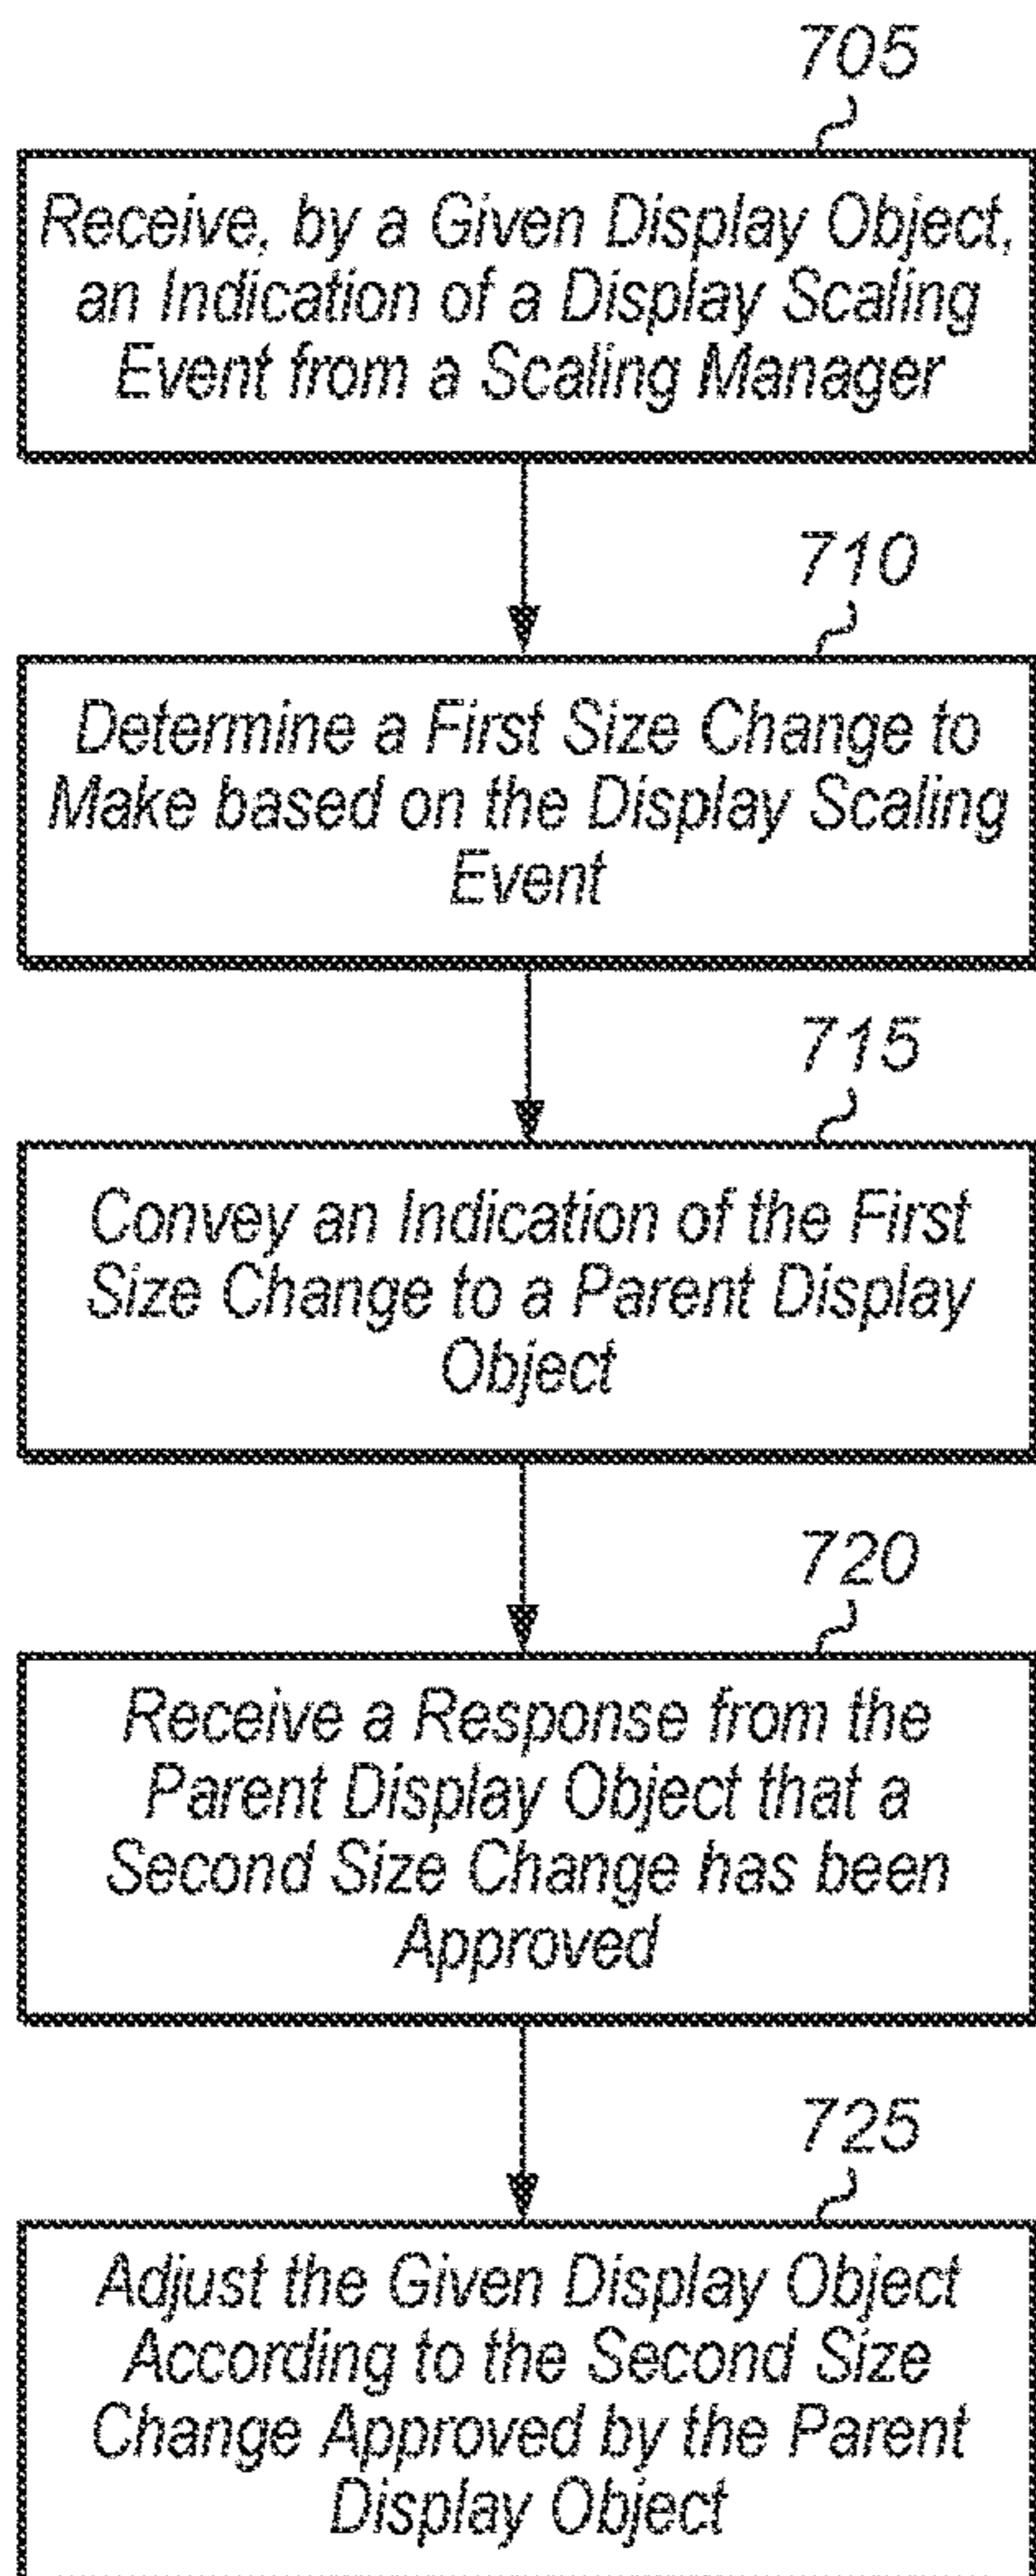 705
Receive, by a Given Display Object,
an Indication of a Display Scaling
Event from a Scaling Manager
710
Determine a First Size Change to
Make based on the Display Scaling
Event
715
Convey an Indication of the First
Size Change to a Parent Display
Object
720
Receive a Response from the
Parent Display Object that a
Second Size Change has been
Approved
725
Adjust the Given Display Object
According to the Second Size
Change Approved by the Parent
Display Object